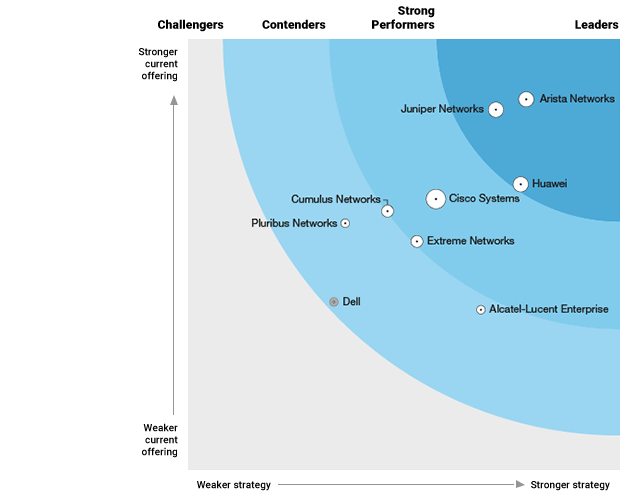 Challengers
Contenders
Strong
Performers
Leaders
Stronger
current
offering
Arista Networks
Juniper Networks
Huawei
Cumulus Networks
Cisco Systems
Pluribus Networks
Extreme Networks
Dell
Alcatel-Lucent Enterprise
Weaker
current
offering
Weaker strategy
Stronger strategy